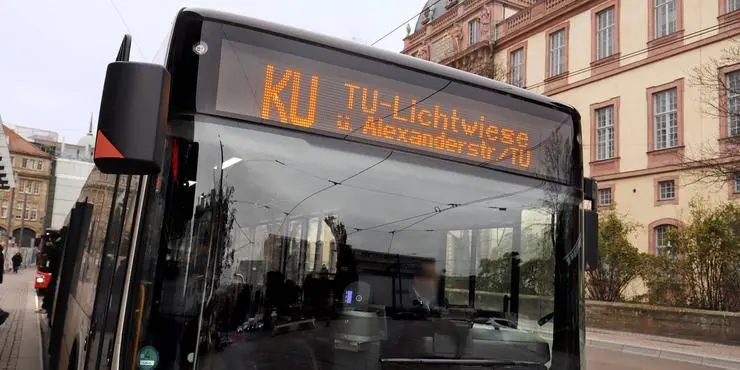 KU TU-Lichtwiese
ü. Alexanderstr/TU